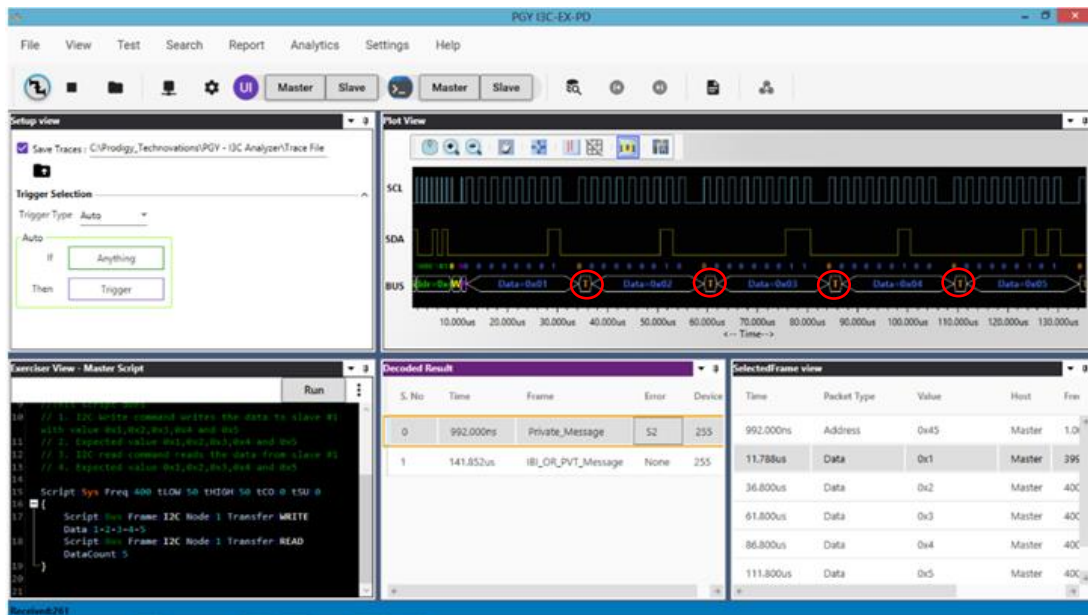 PGY I3C-EX-PD
File View Test Search Report Analytics Settings Help
UI Master Slave Master Slave
Setup view
Save Traces : C:\Prodigy_Technovations\PGY - I3C Analyzer\Trace File
Trigger Selection
Trigger Type Auto
Auto
If Anything
Then Trigger
Plot View
SCL
SDA
BUS W Data-0x01 T Data-0x02 T Data-0x03 T Data-0x04 T Data-0x05
10.000us 20.000us 30.000us 40.000us 50.000us 60.000us 70.000us 80.000us 90.000us 100.000us 110.000us 120.000us 130.000us
<-- Time-->
Exerciser View - Master Script
Run
10 // 1. I2C Write command writes the data to slave #1
with value 0x1,0x2,0x3,0x4 and 0x5
11 // 2. Expected value 0x1,0x2,0x3,0x4 and 0x5
12 // 3. I2C read command reads the data from slave #1
13 // 4. Expected value 0x1,0x2,0x3,0x4 and 0x5
14
15 Script Sys Freq 400 tLOW 50 tHIGH 50 tCO 0 tSU 0
16 {
17 Script Bus Frame I2C Node 1 Transfer WRITE
Data 1-2-3-4-5
18 Script Bus Frame I2C Node 1 Transfer READ
DataCount 5
19 }
20
21
Decoded Result
S. No Time Frame Error Device
0 992.000ns Private_Message S2 255
1 141.852us IBI_OR_PVT_Message None 255
SelectedFrame view
Time Packet Type Value Host Fre
992.000ns Address 0x45 Master 1.0
11.788us Data 0x1 Master 399
36.800us Data 0x2 Master 400
61.800us Data 0x3 Master 400
86.800us Data 0x4 Master 400
111.800us Data 0x5 Master 400
Received:261